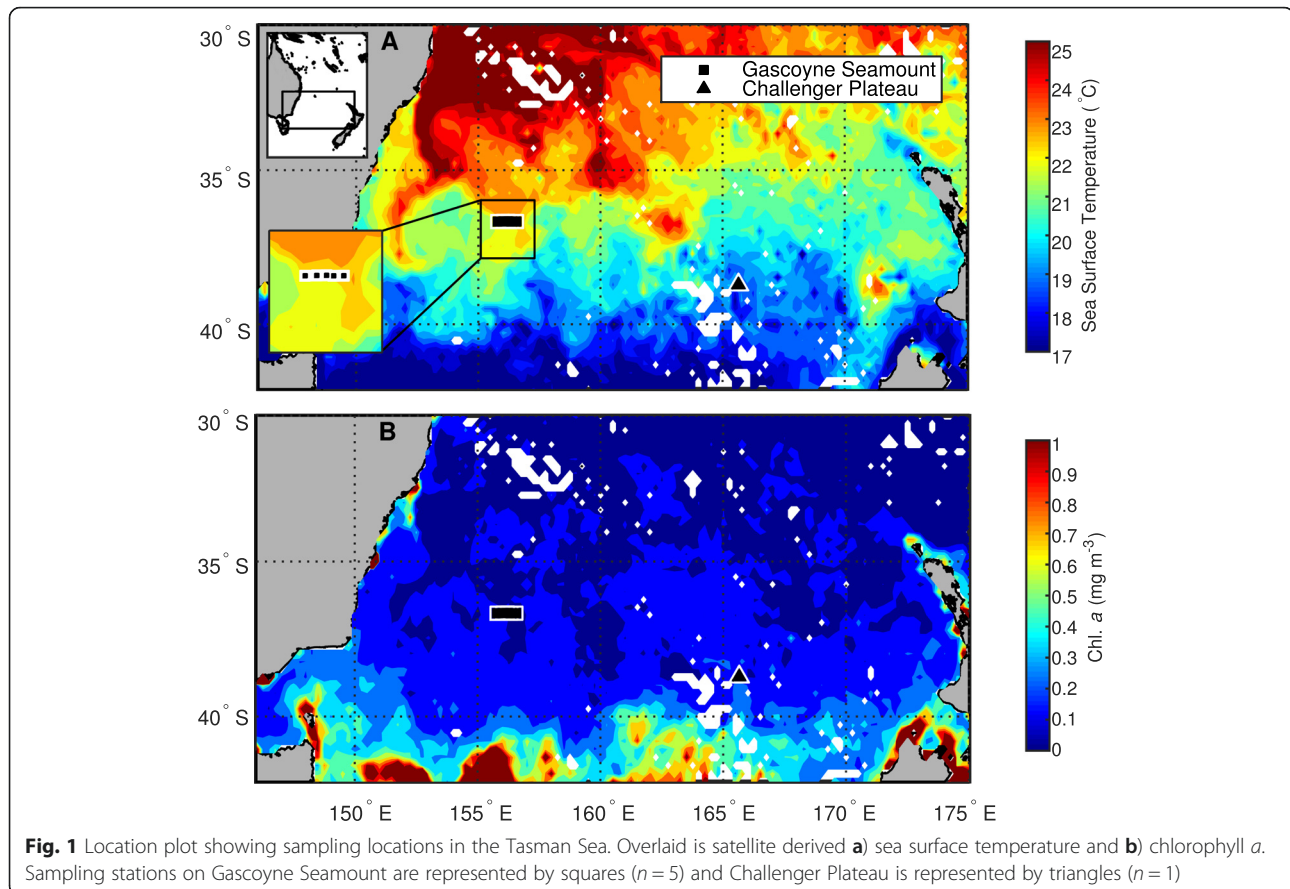 30° S
A
Gascoyne Seamount
Challenger Plateau
35° S
40° S
25
24
23
22
21
20
19
18
17
Sea Surface Temperature (°C)
30° S
B
35° S
40° S
150° E
155° E
160° E
165° E
170° E
175° E
1
0.9
0.8
0.7
0.6
0.5
0.4
0.3
0.2
0.1
0
Chl. a (mg m⁻³)
Fig. 1 Location plot showing sampling locations in the Tasman Sea. Overlaid is satellite derived a) sea surface temperature and b) chlorophyll a.
Sampling stations on Gascoyne Seamount are represented by squares (n = 5) and Challenger Plateau is represented by triangles (n = 1)